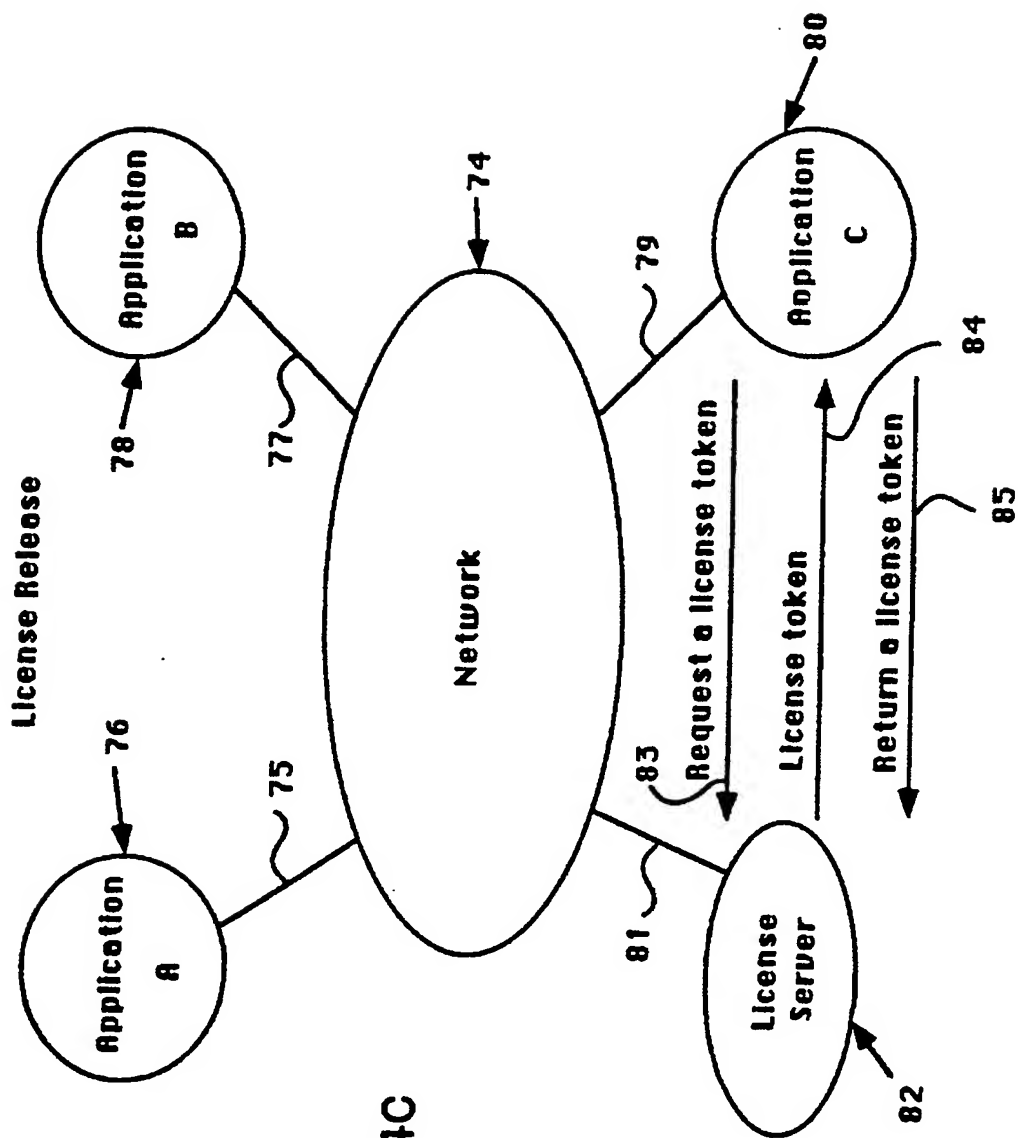 License Release
76
Application
A
75
78
Application
B
77
Network
74
81
License
Server
82
83
Request a license token
License token
Return a license token
79
Application
C
80
84
85
4C